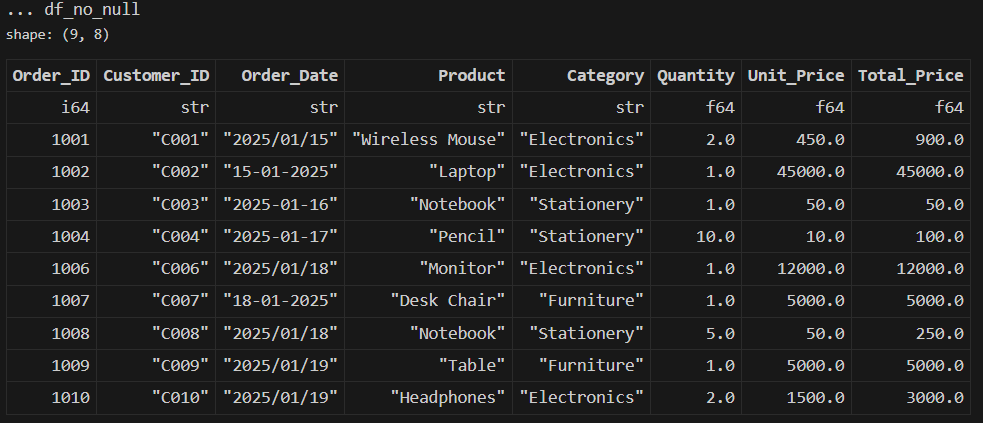 ... df_no_null
shape: (9, 8)
Order_ID Customer_ID Order_Date Product Category Quantity Unit_Price Total_Price
i64 str str str str f64 f64 f64
1001 "C001" "2025/01/15" "Wireless Mouse" "Electronics" 2.0 450.0 900.0
1002 "C002" "15-01-2025" "Laptop" "Electronics" 1.0 45000.0 45000.0
1003 "C003" "2025-01-16" "Notebook" "Stationery" 1.0 50.0 50.0
1004 "C004" "2025-01-17" "Pencil" "Stationery" 10.0 10.0 100.0
1006 "C006" "2025/01/18" "Monitor" "Electronics" 1.0 12000.0 12000.0
1007 "C007" "18-01-2025" "Desk Chair" "Furniture" 1.0 5000.0 5000.0
1008 "C008" "2025/01/18" "Notebook" "Stationery" 5.0 50.0 250.0
1009 "C009" "2025/01/19" "Table" "Furniture" 1.0 5000.0 5000.0
1010 "C010" "2025/01/19" "Headphones" "Electronics" 2.0 1500.0 3000.0